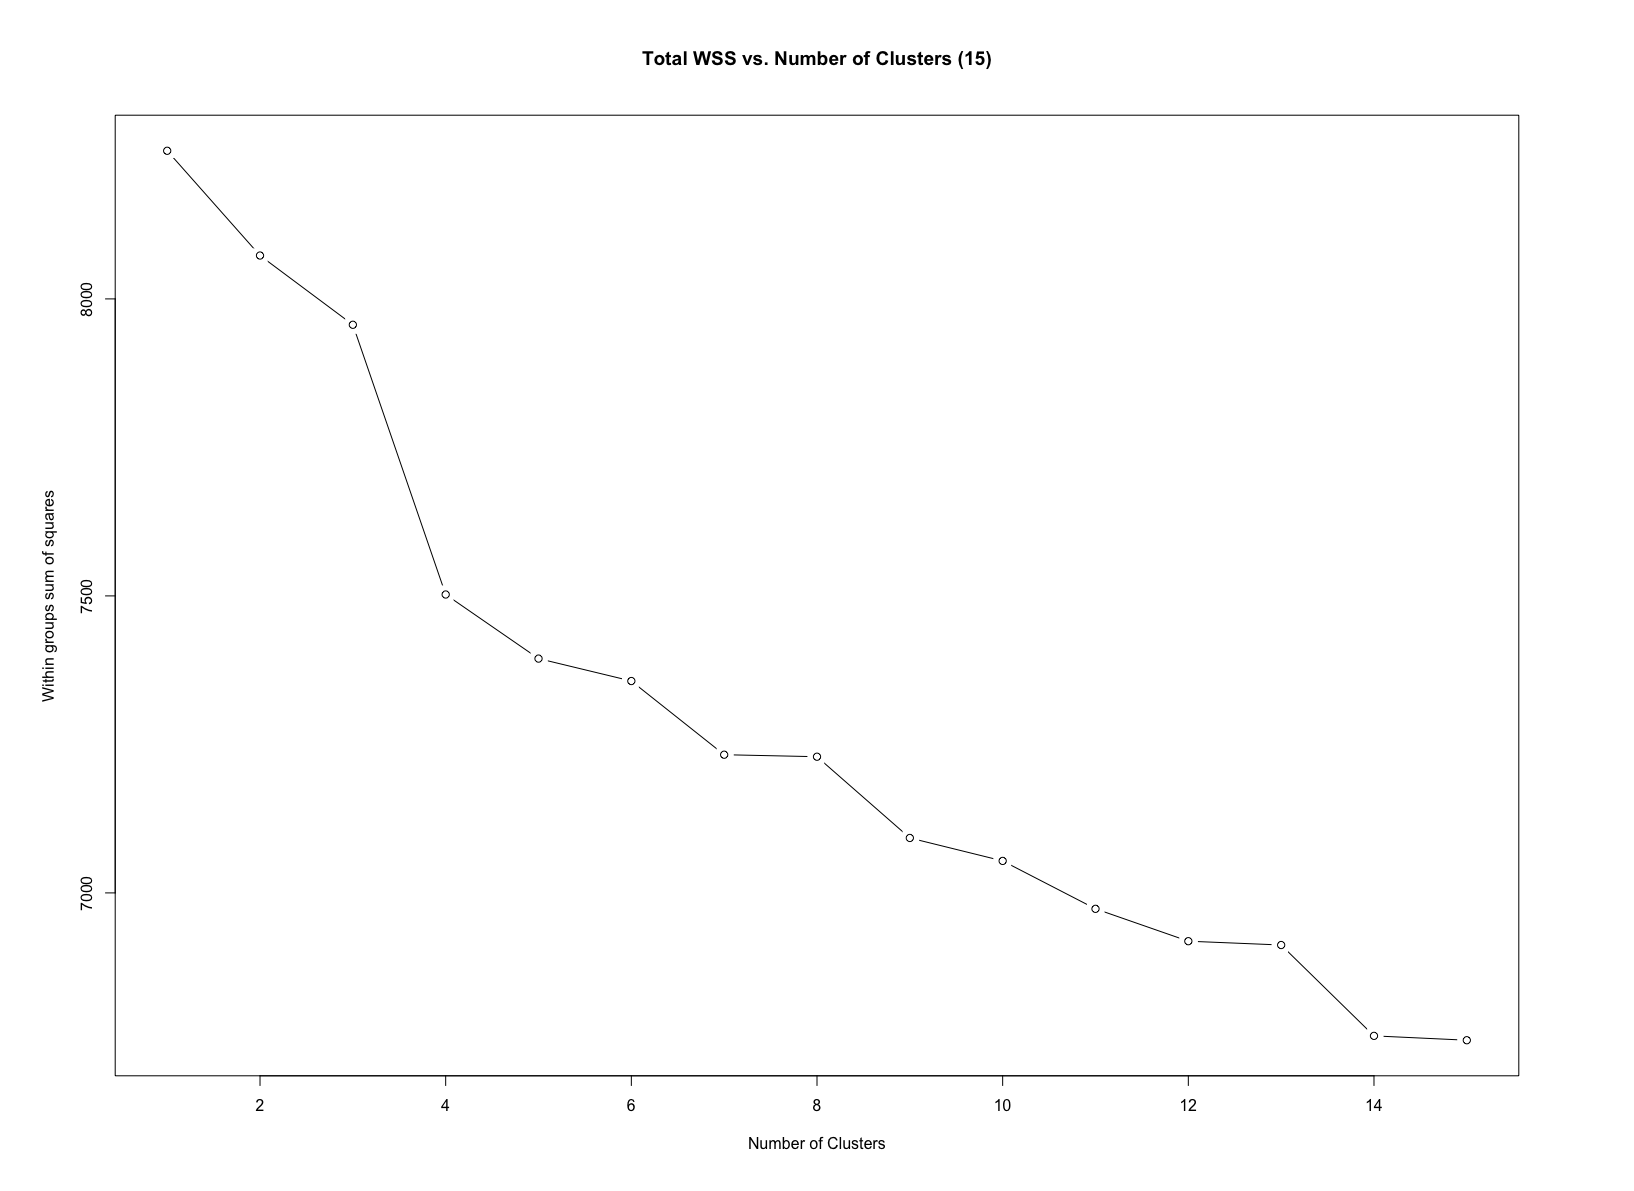 Total WSS vs. Number of Clusters (15)
Within groups sum of squares
8000
7500
7000
2 4 6 8 10 12 14
Number of Clusters